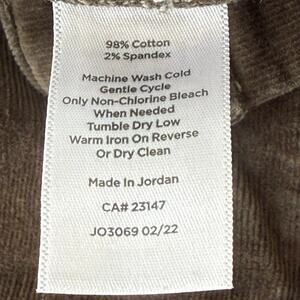 98% Cotton
2% Spandex
Machine Wash Cold
Gentle Cycle
Only Non-Chlorine Bleach
When Needed
Tumble Dry Low
Warm Iron On Reverse
Or Dry Clean
Made In Jordan
CA# 23147
JO3069 02/22